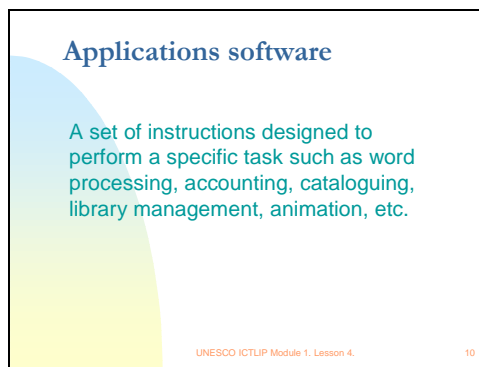 Applications software
A set of instructions designed to
perform a specific task such as word
processing, accounting, cataloguing,
library management, animation, etc.
UNESCO ICTLIP Module 1. Lesson 4.
10